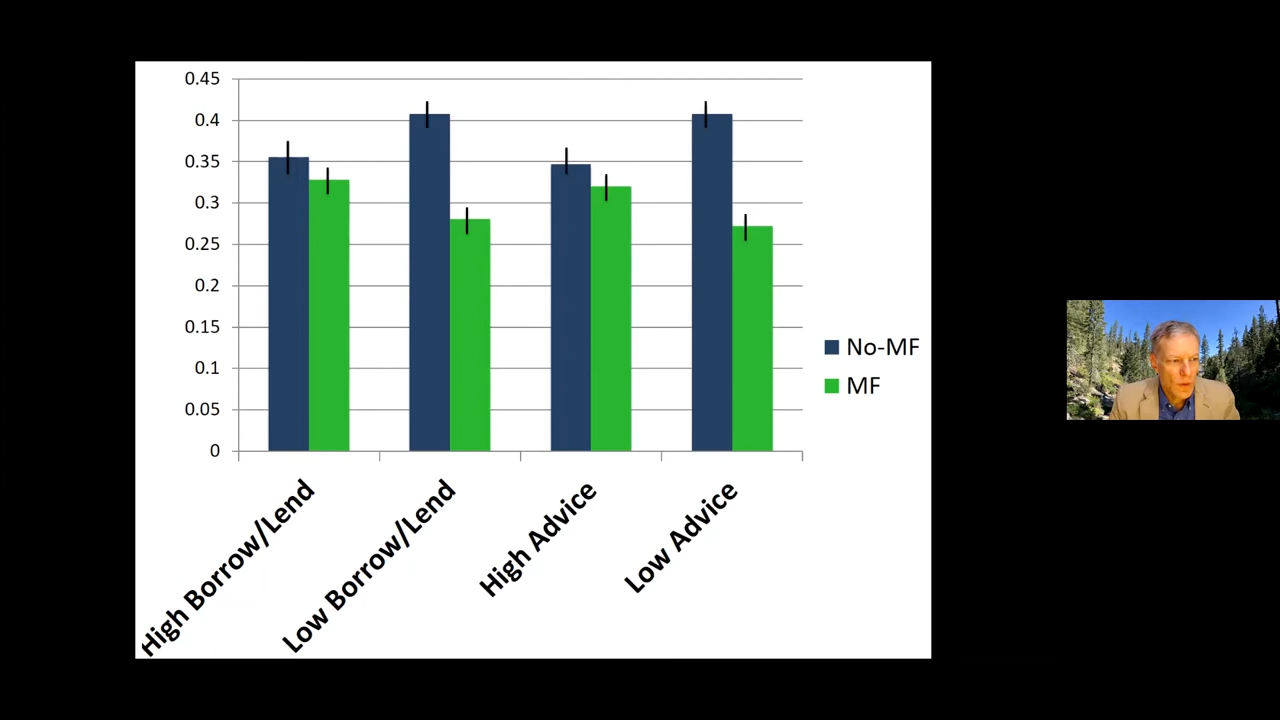 0.45
0.4
0.35
0.3
0.25
0.2
0.15
0.1
0.05
0
No-MF
MF
High Borrow/Lend
Low Borrow/Lend
High Advice
Low Advice